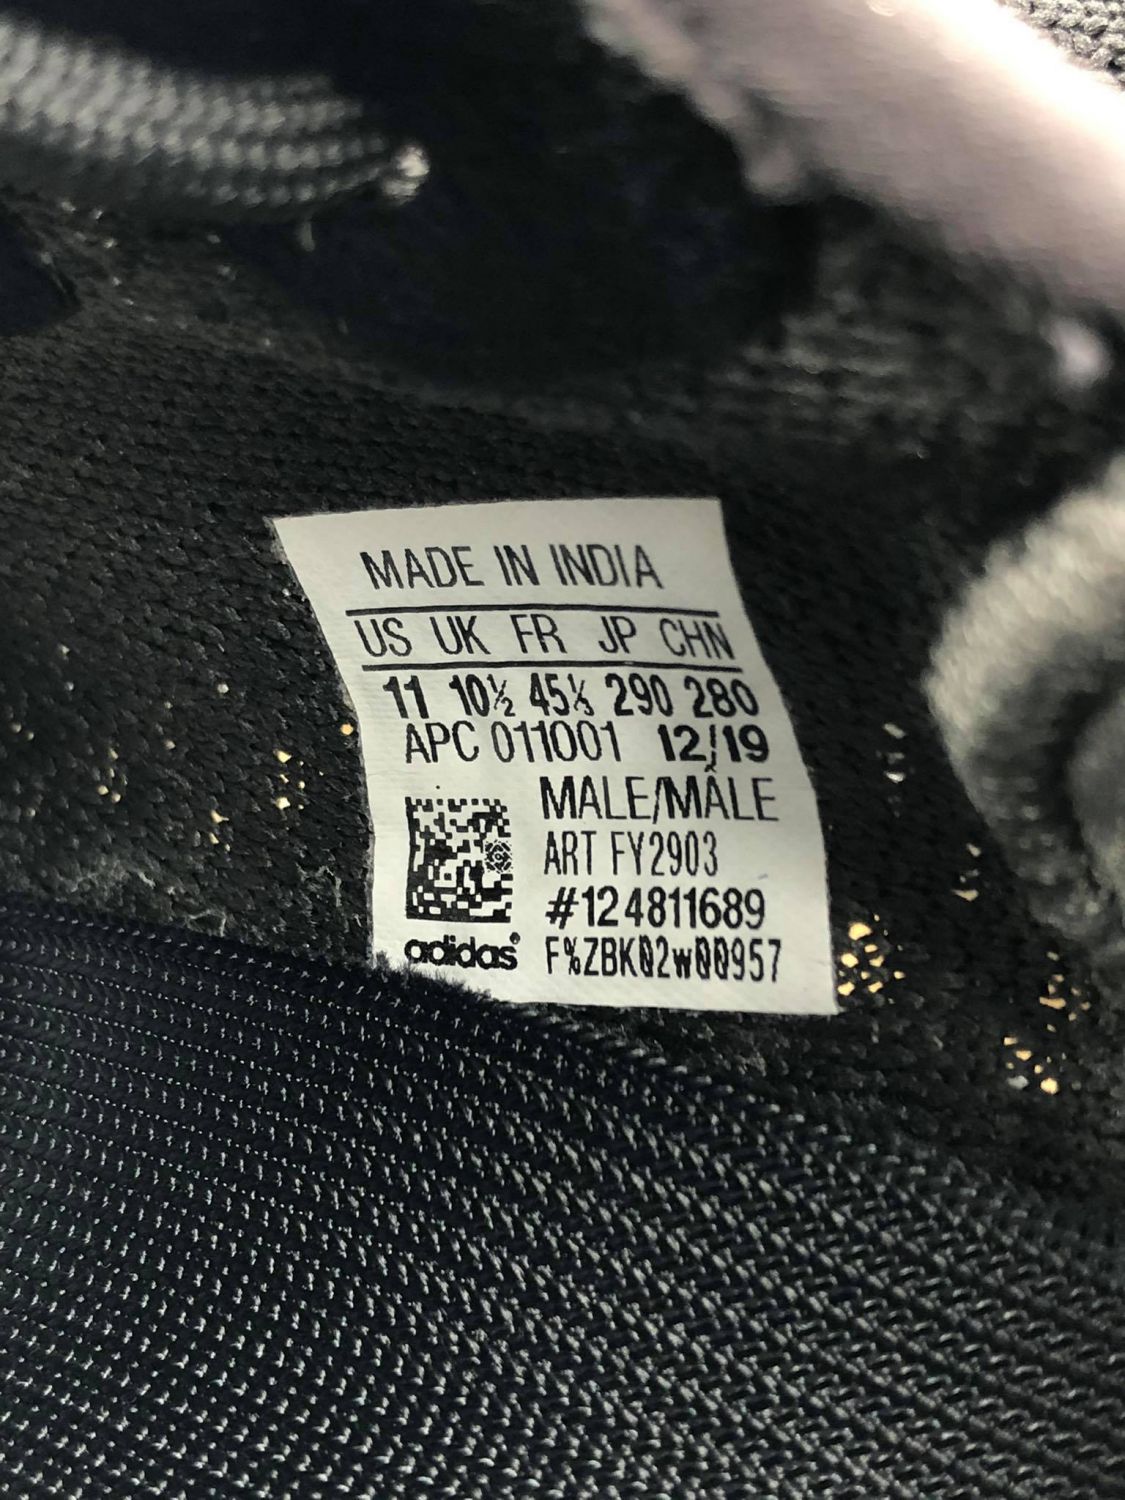 MADE IN INDIA
US UK FR JP CHN
11 10½ 45⅓ 290 280
APC 011001 12/19
MALE/MÂLE
ART FY2903
#124811689
adidas® F%ZBK02w00957